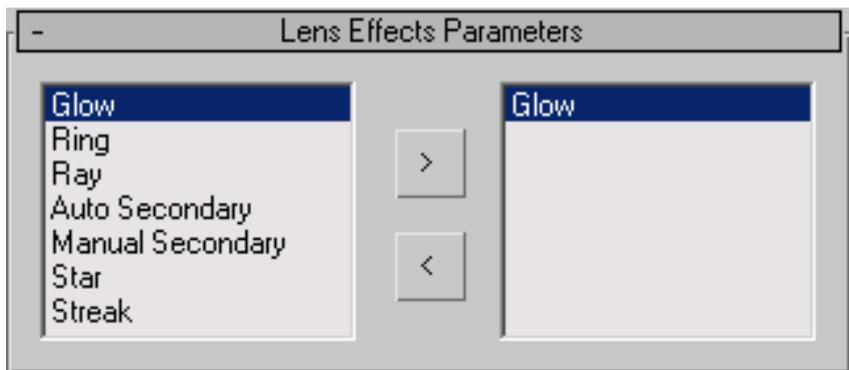 - Lens Effects Parameters
Glow
Ring
Ray
Auto Secondary
Manual Secondary
Star
Streak
>
<
Glow